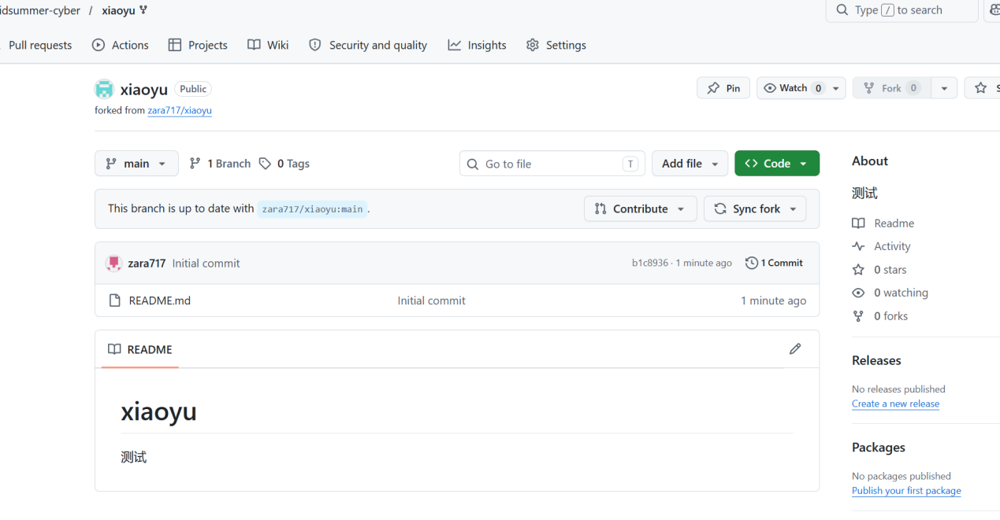 idsummer-cyber / xiaoyu
Type / to search
Pull requests Actions Projects Wiki Security and quality Insights Settings
xiaoyu Public
Pin Watch 0 Fork 0
forked from zara717/xiaoyu
main 1 Branch 0 Tags Go to file T Add file Code
This branch is up to date with zara717/xiaoyu:main . Contribute Sync fork
zara717 Initial commit b1c8936 · 1 minute ago 1 Commit
README.md Initial commit 1 minute ago
README
xiaoyu
测试
About
测试
Readme
Activity
0 stars
0 watching
0 forks
Releases
No releases published
Create a new release
Packages
No packages published
Publish your first package